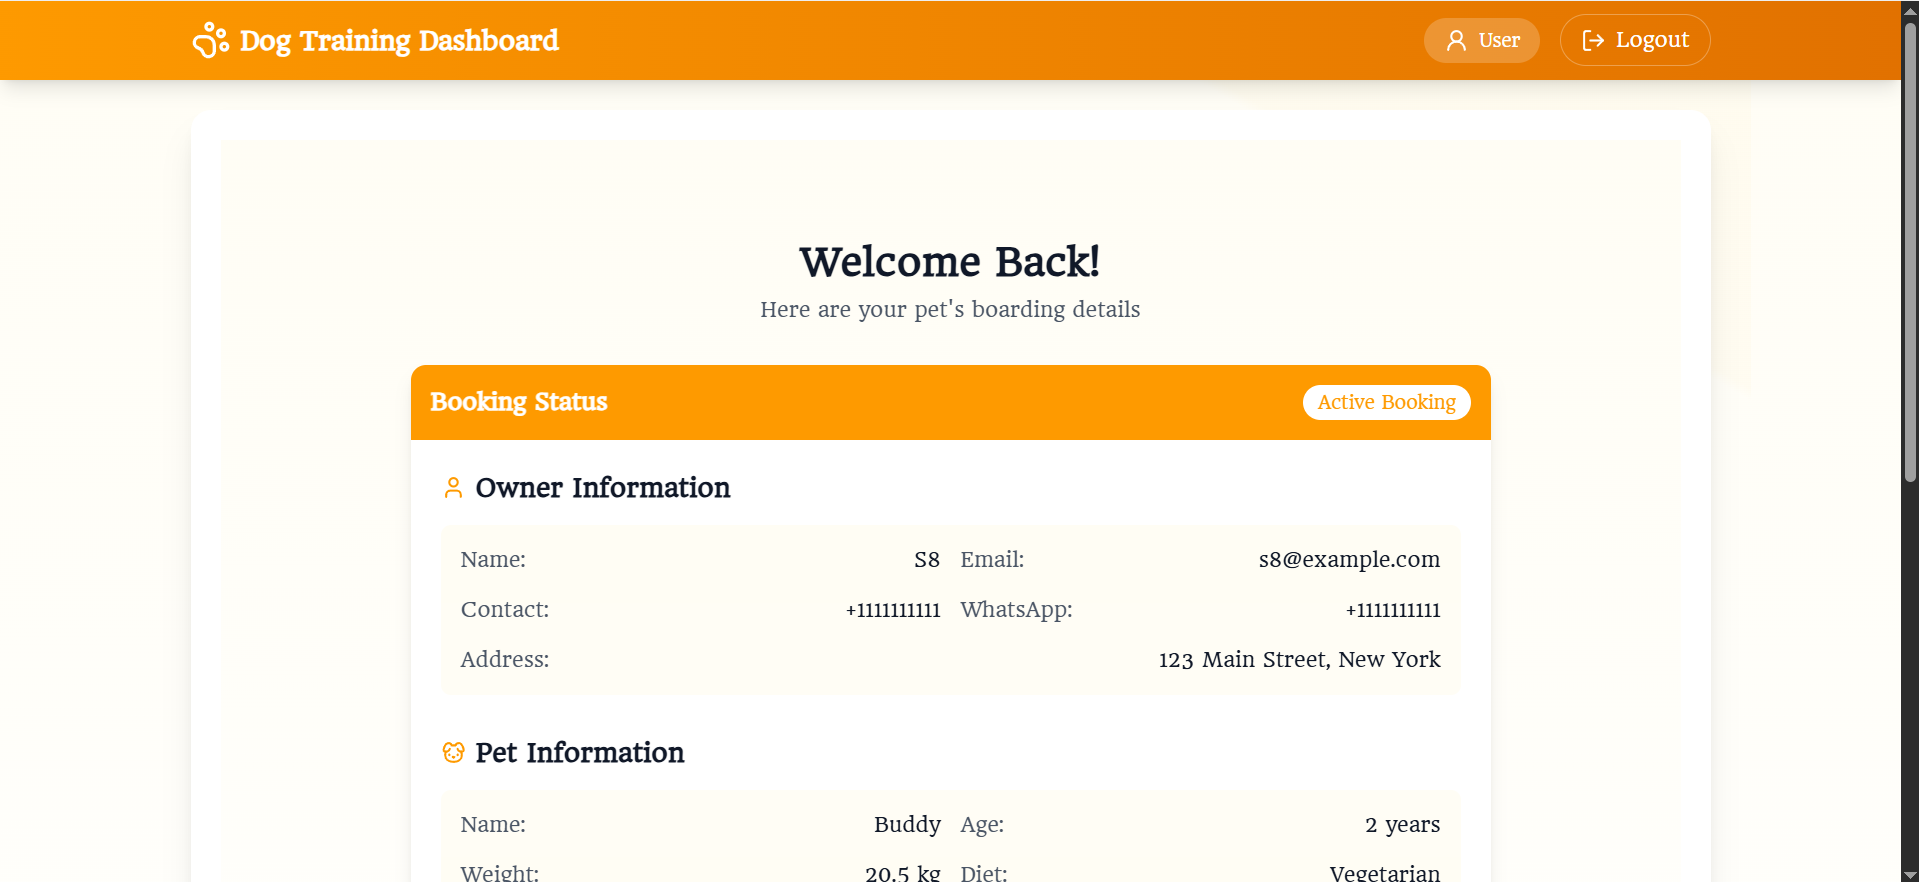 Dog Training Dashboard
User
Logout
Welcome Back!
Here are your pet's boarding details
Booking Status
Active Booking
Owner Information
Name: S8 Email: s8@example.com
Contact: +1111111111 WhatsApp: +1111111111
Address: 123 Main Street, New York
Pet Information
Name: Buddy Age: 2 years
Weight: 20.5 kg Diet: Vegetarian